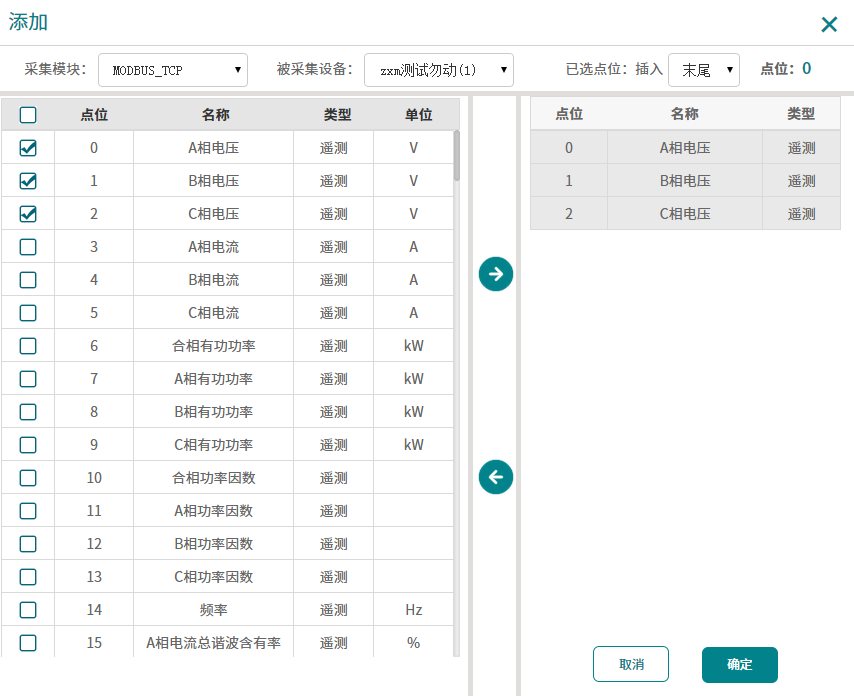 添加
采集模块： MODBUS_TCP 被采集设备： zxm测试勿动(1) 已选点位： 插入 末尾 点位： 0
点位 名称 类型 单位
0 A相电压 遥测 V
1 B相电压 遥测 V
2 C相电压 遥测 V
3 A相电流 遥测 A
4 B相电流 遥测 A
5 C相电流 遥测 A
6 合相有功功率 遥测 kW
7 A相有功功率 遥测 kW
8 B相有功功率 遥测 kW
9 C相有功功率 遥测 kW
10 合相功率因数 遥测
11 A相功率因数 遥测
12 B相功率因数 遥测
13 C相功率因数 遥测
14 频率 遥测 Hz
15 A相电流总谐波含有率 遥测 %
点位 名称 类型
0 A相电压 遥测
1 B相电压 遥测
2 C相电压 遥测
取消 确定